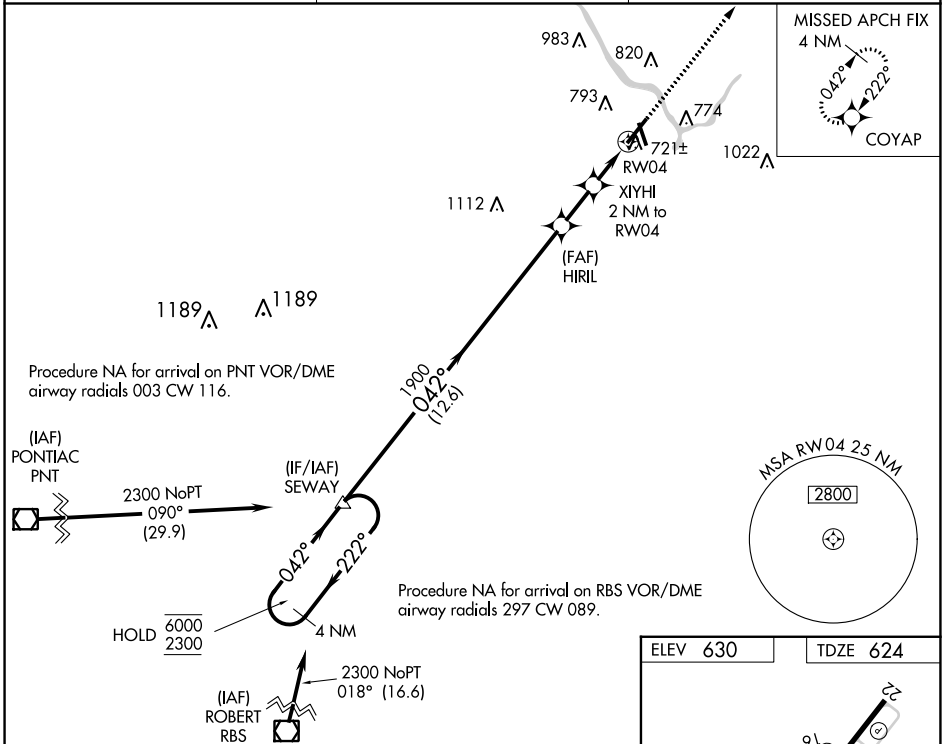 MISSED APCH FIX
4 NM
042°
222°
COYAP
983
820
793
774
721±
RW04
1022
XIYHI
2 NM to
RW04
1112
(FAF)
HIRIL
1189
1189
Procedure NA for arrival on PNT VOR/DME
airway radials 003 CW 116.
1900
042°
(12.6)
(IAF)
PONTIAC
PNT
2300 NoPT
090°
(29.9)
(IF/IAF)
SEWAY
042°
222°
MSA RW04 25 NM
2800
Procedure NA for arrival on RBS VOR/DME
airway radials 297 CW 089.
HOLD
6000
2300
4 NM
2300 NoPT
018° (16.6)
(IAF)
ROBERT
RBS
ELEV 630
TDZE 624
22
P